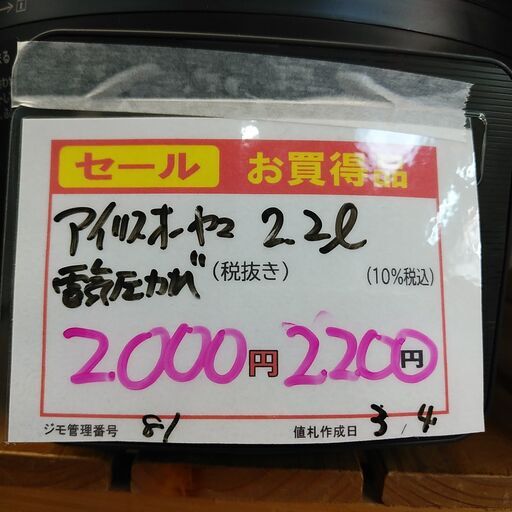 セール お買得品
アイリスオーヤマ 2.2ℓ
電気圧力なべ (税抜き) (10%税込)
2.000円 2.200円
ジモ管理番号 81 値札作成日 3/4